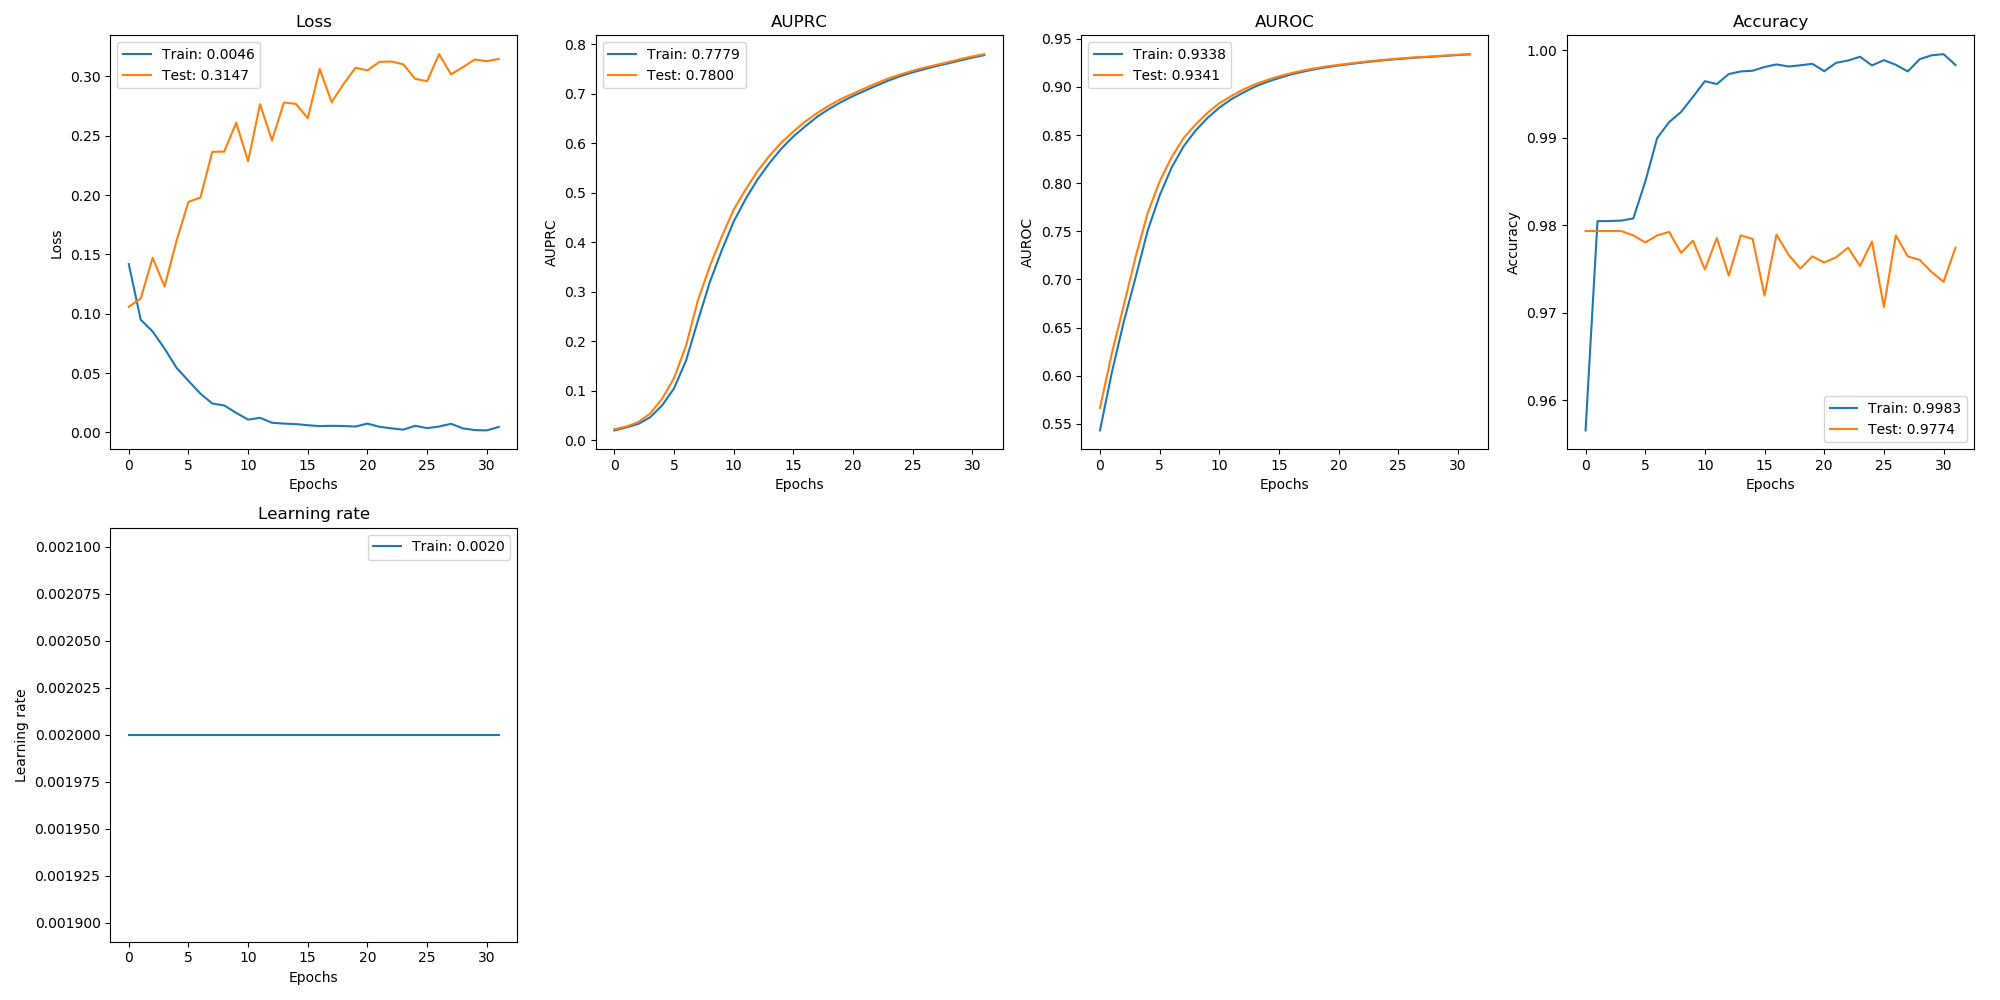 Loss
Train: 0.0046
Test: 0.3147
0.30
0.25
0.20
0.15
0.10
0.05
0.00
Loss
0 5 10 15 20 25 30
Epochs
AUPRC
Train: 0.7779
Test: 0.7800
0.8
0.7
0.6
0.5
0.4
0.3
0.2
0.1
0.0
AUPRC
0 5 10 15 20 25 30
Epochs
AUROC
Train: 0.9338
Test: 0.9341
0.95
0.90
0.85
0.80
0.75
0.70
0.65
0.60
0.55
AUROC
0 5 10 15 20 25 30
Epochs
Accuracy
1.00
0.99
0.98
0.97
0.96
Accuracy
Train: 0.9983
Test: 0.9774
0 5 10 15 20 25 30
Epochs
Learning rate
Train: 0.0020
0.002100
0.002075
0.002050
0.002025
0.002000
0.001975
0.001950
0.001925
0.001900
Learning rate
0 5 10 15 20 25 30
Epochs